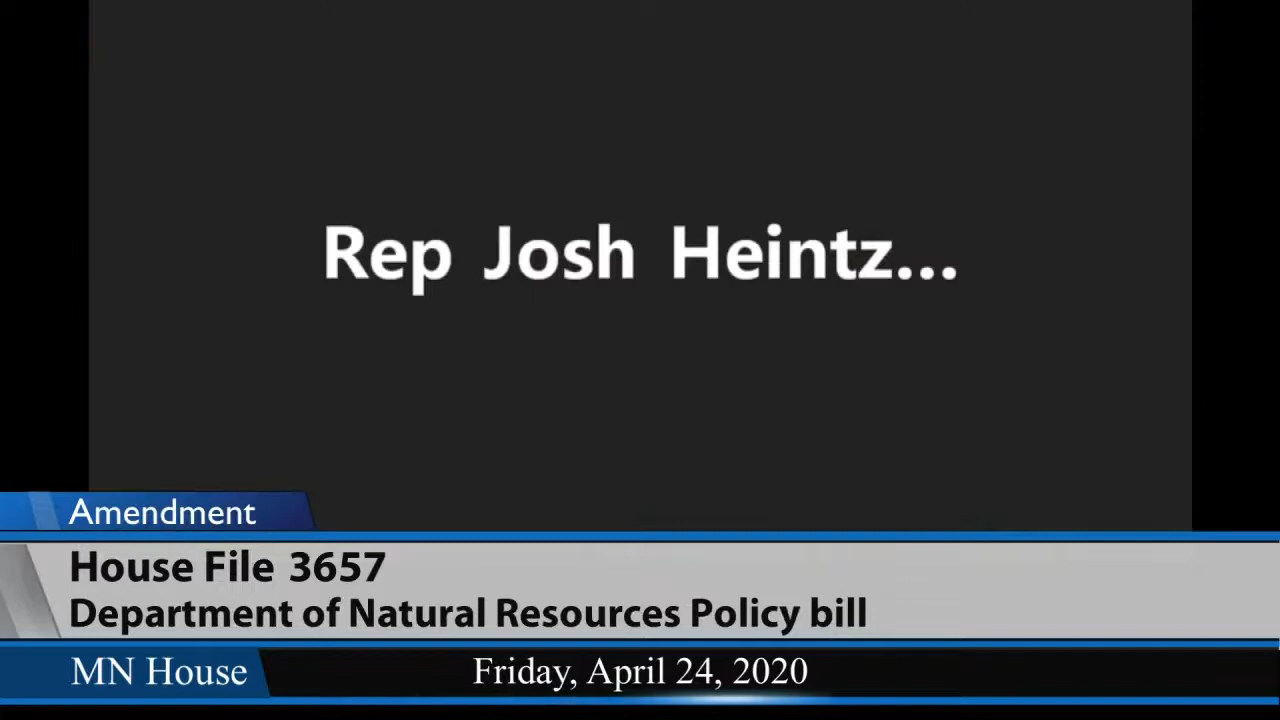 Rep Josh Heintz...
Amendment
House File 3657
Department of Natural Resources Policy bill
MN House
Friday, April 24, 2020